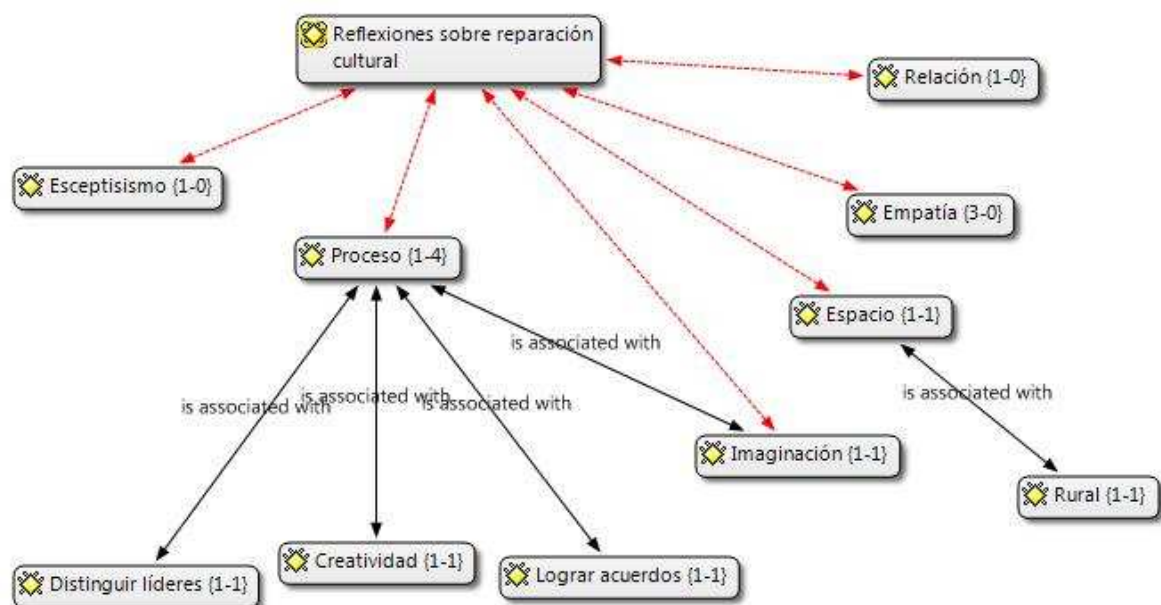 Reflexiones sobre reparación
cultural
Relación {1-0}
Esceptisismo {1-0}
Empatía {3-0}
Proceso {1-4}
Espacio {1-1}
is associated with
is associated with
is associated with
is associated with
is associated with
Imaginación {1-1}
Rural {1-1}
Distinguir líderes {1-1}
Creatividad {1-1}
Lograr acuerdos {1-1}